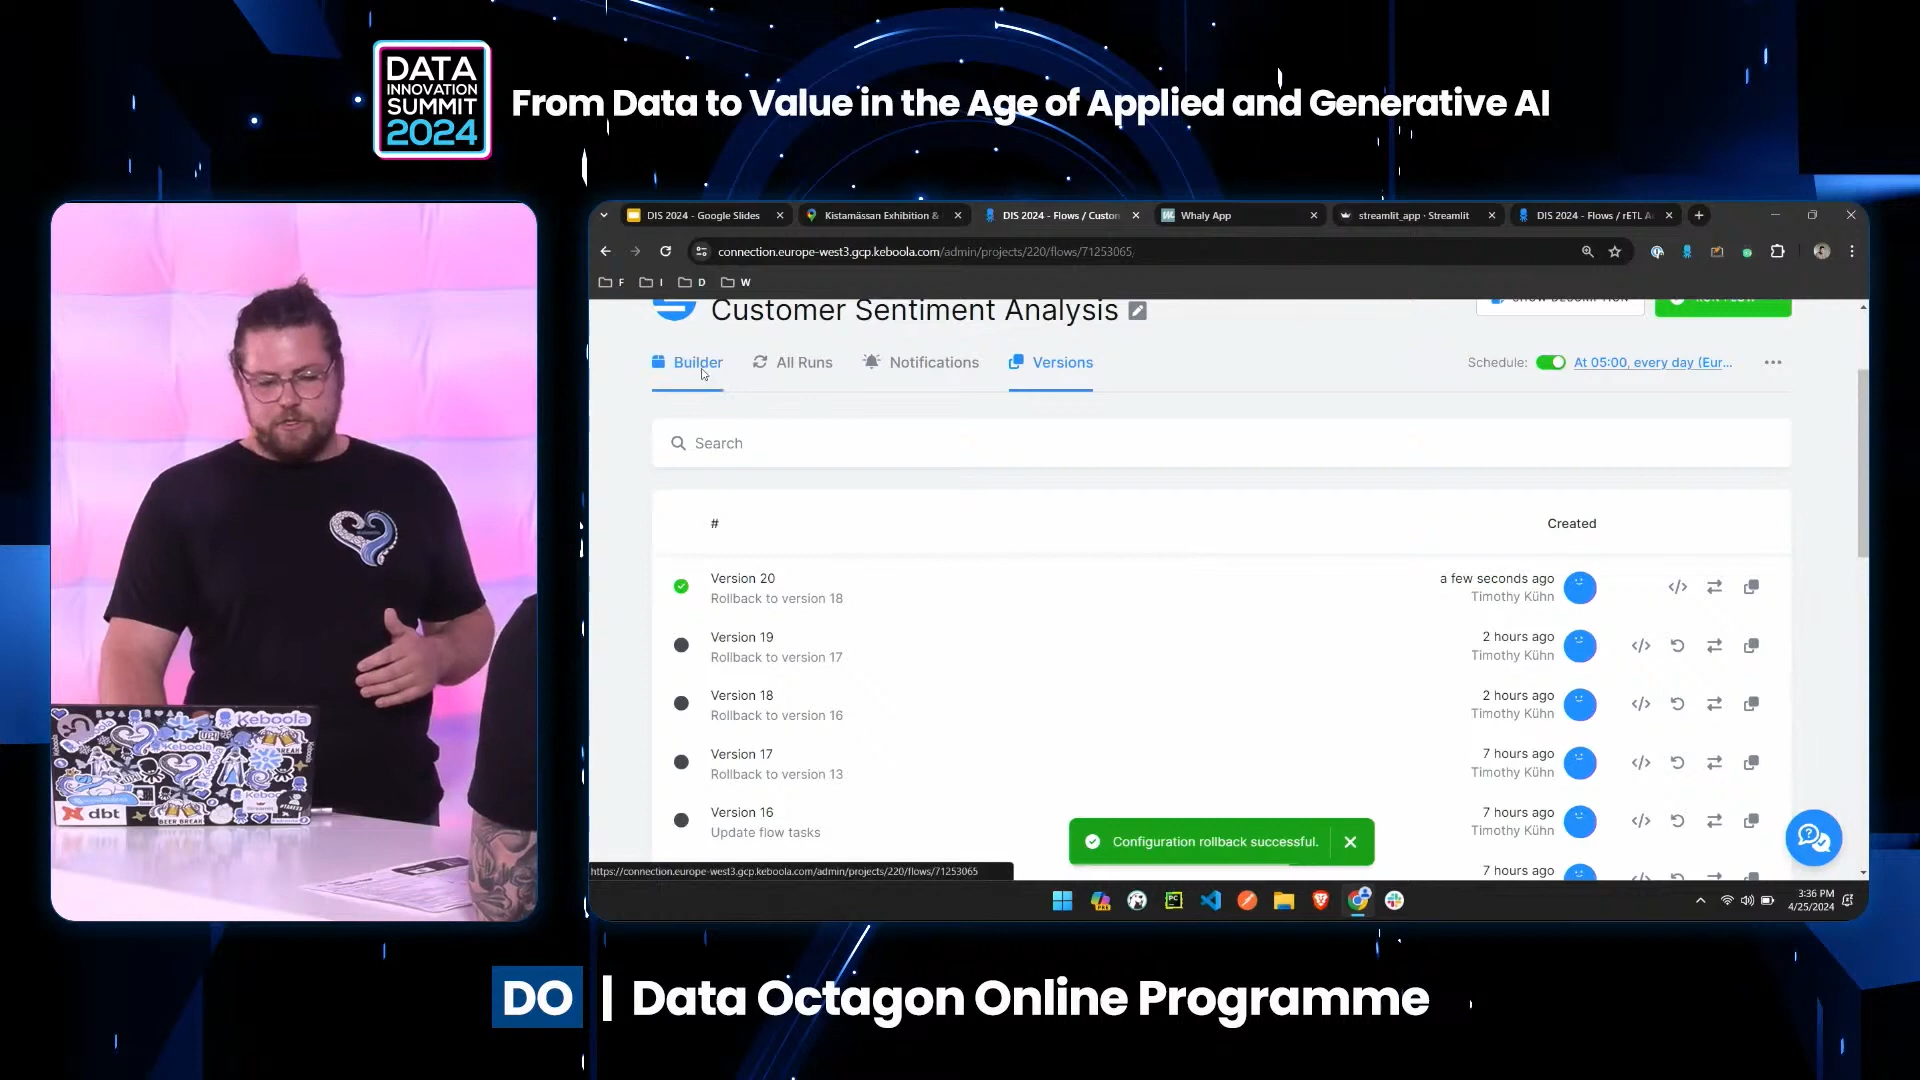 DATA
INNOVATION
SUMMIT
2024
From Data to Value in the Age of Applied and Generative AI
DIS 2024 - Google Slides
Kistamässan Exhibition &
DIS 2024 - Flows / Custon
Whaly App
streamlit_app · Streamlit
DIS 2024 - Flows / rETL A
connection.europe-west3.gcp.keboola.com/admin/projects/220/flows/71253065
F
I
D
W
Customer Sentiment Analysis
Builder
All Runs
Notifications
Versions
Schedule:
At 05:00, every day (Eur...
Search
#
Created
Version 20
Rollback to version 18
a few seconds ago
Timothy Kühn
Version 19
Rollback to version 17
2 hours ago
Timothy Kühn
Version 18
Rollback to version 16
2 hours ago
Timothy Kühn
Version 17
Rollback to version 13
7 hours ago
Timothy Kühn
Version 16
Update flow tasks
7 hours ago
Timothy Kühn
7 hours ago
Configuration rollback successful.
https://connection.europe-west3.gcp.keboola.com/admin/projects/220/flows/71253065
3:36 PM
4/25/2024
Keboola
Keboola
dbt
BEER BREAK
DO | Data Octagon Online Programme